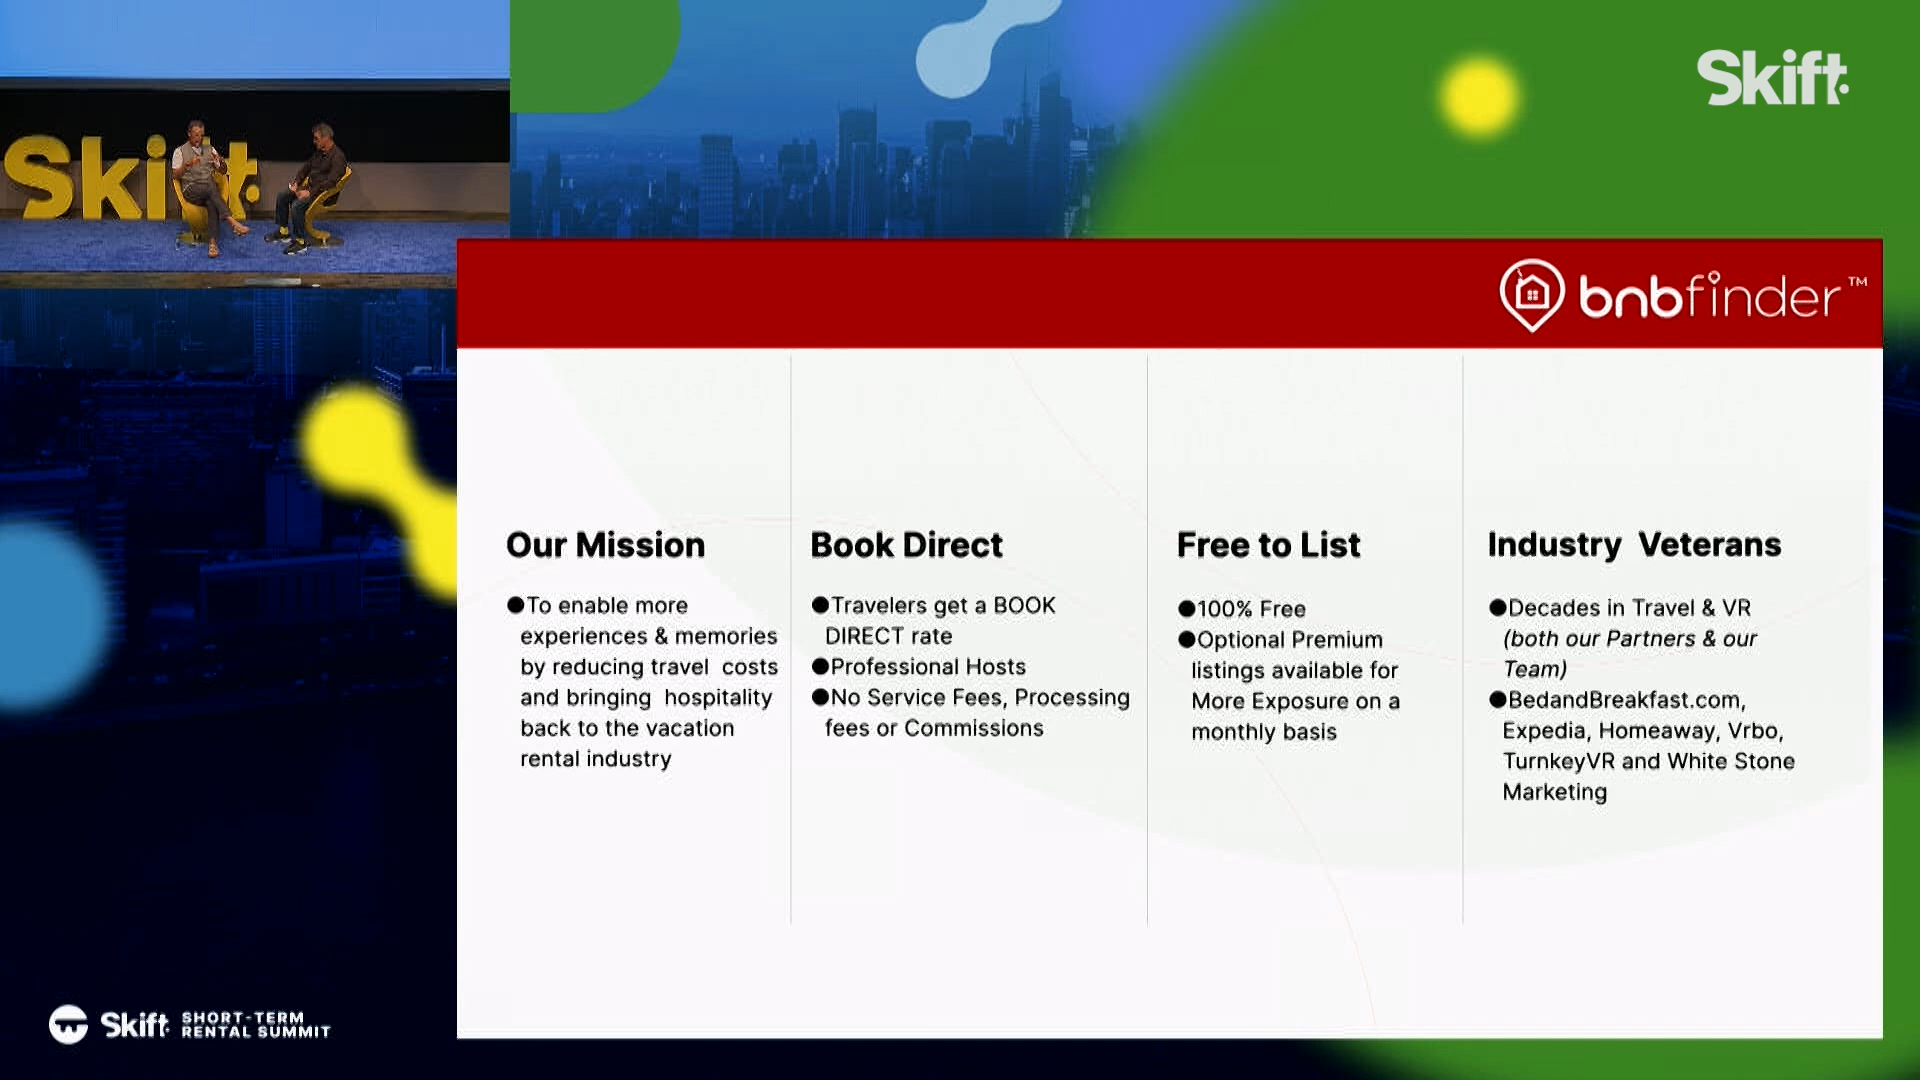 Skift
Skift
bnbfinder™
Our Mission
●To enable more
experiences & memories
by reducing travel costs
and bringing hospitality
back to the vacation
rental industry
Book Direct
●Travelers get a BOOK
DIRECT rate
●Professional Hosts
●No Service Fees, Processing
fees or Commissions
Free to List
●100% Free
●Optional Premium
listings available for
More Exposure on a
monthly basis
Industry Veterans
●Decades in Travel & VR
(both our Partners & our
Team)
●BedandBreakfast.com,
Expedia, Homeaway, Vrbo,
TurnkeyVR and White Stone
Marketing
Skift
SHORT-TERM
RENTAL SUMMIT